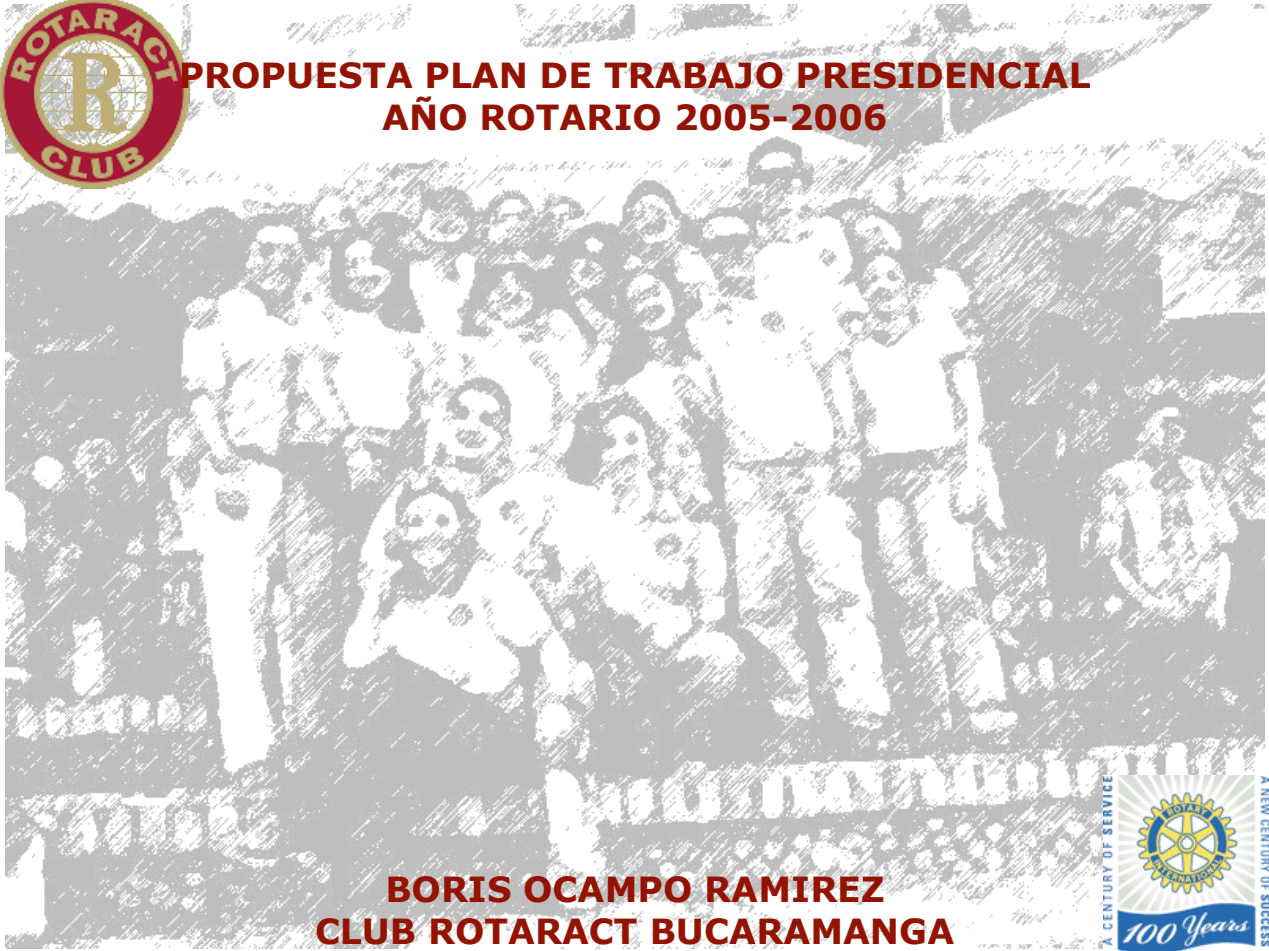 ROTARACT
R
CLUB
PROPUESTA PLAN DE TRABAJO PRESIDENCIAL
AÑO ROTARIO 2005-2006
BORIS OCAMPO RAMIREZ
CLUB ROTARACT BUCARAMANGA
A CENTURY OF SERVICE
ROTARY
INTERNATIONAL
100 Years
A NEW CENTURY OF SUCCESS